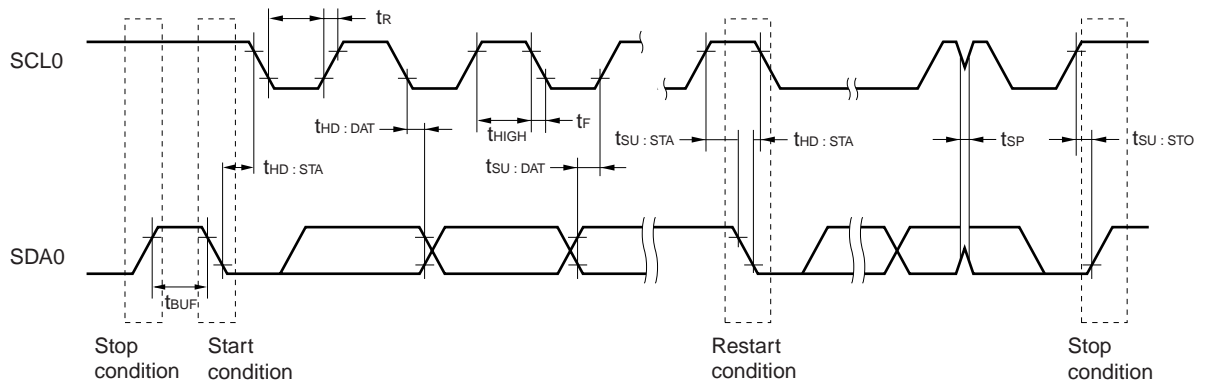 tR
SCL0
tHD : DAT
tHIGH
tF
tSU : STA
tHD : STA
tSP
tSU : STO
tHD : STA
tSU : DAT
SDA0
tBUF
Stop
condition
Start
condition
Restart
condition
Stop
condition